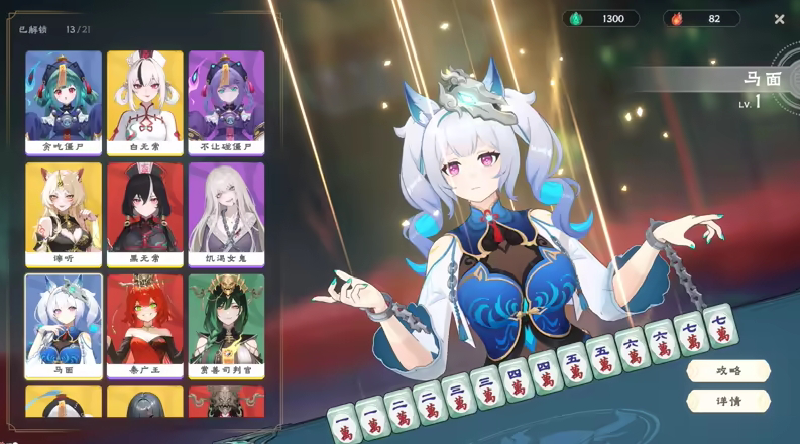 已解锁 13/21
1300
82
马面
LV.1
贪吃僵尸
白无常
不让碰僵尸
谛听
黑无常
饥渴女鬼
马面
秦广王
赏善司判官
一萬 一萬 二萬 二萬 三萬 三萬 四萬 四萬 五萬 五萬 六萬 六萬 七萬 七萬
攻略
详情